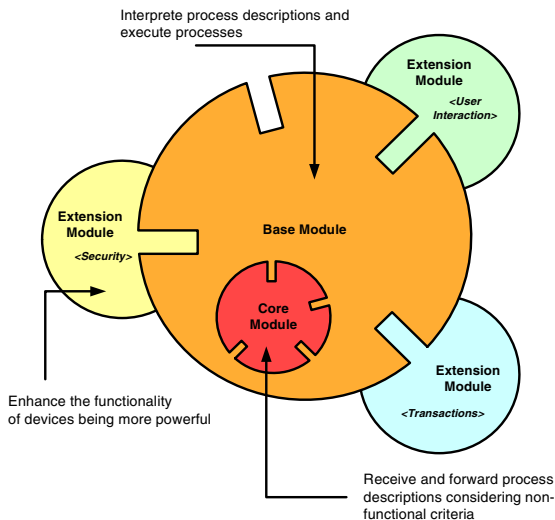 Interprete process descriptions and
execute processes
Extension
Module
<User
Interaction>
Extension
Module
<Security>
Base Module
Core
Module
Extension
Module
<Transactions>
Enhance the functionality
of devices being more powerful
Receive and forward process
descriptions considering non-
functional criteria